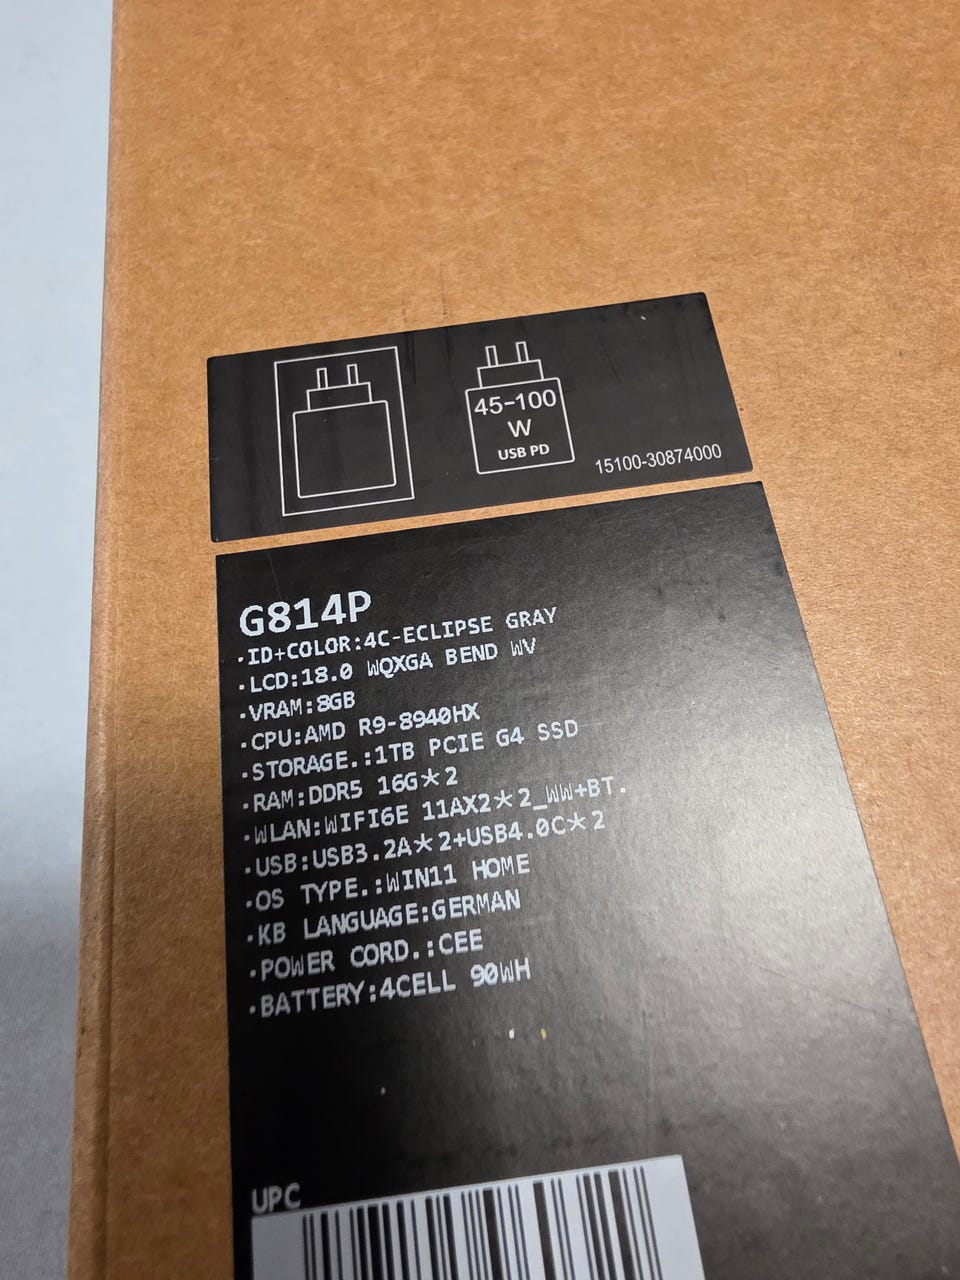 45-100
W
USB PD
15100-30874000
G814P
·ID+COLOR:4C-ECLIPSE GRAY
·LCD:18.0 WQXGA BEND WV
·VRAM:8GB
·CPU:AMD R9-8940HX
·STORAGE.:1TB PCIE G4 SSD
·RAM:DDR5 16G*2
·WLAN:WIFI6E 11AX2*2_WW+BT.
·USB:USB3.2A*2+USB4.0C*2
·OS TYPE.:WIN11 HOME
·KB LANGUAGE:GERMAN
·POWER CORD.:CEE
·BATTERY:4CELL 90WH
UPC